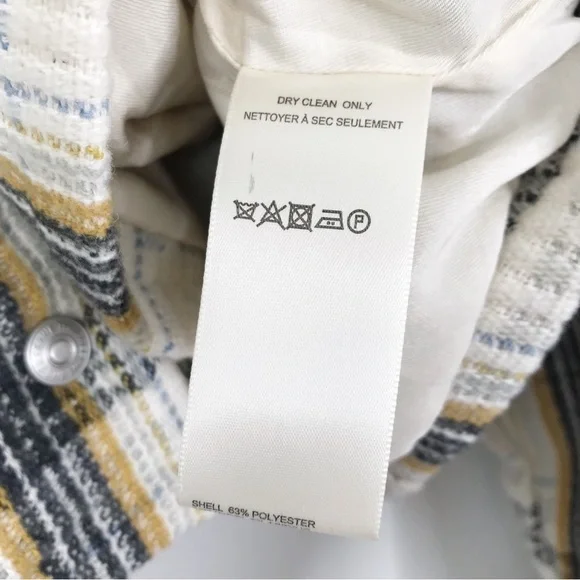 DRY CLEAN ONLY
NETTOYER À SEC SEULEMENT
P
SHELL 63% POLYESTER